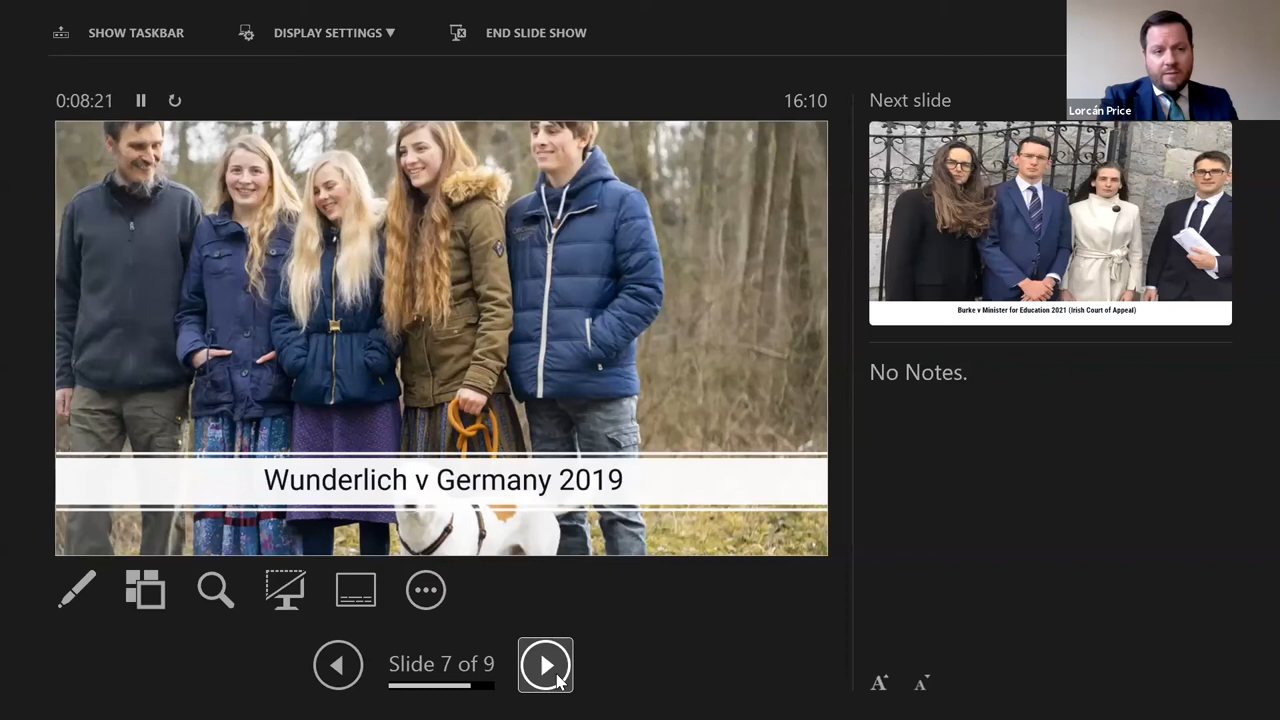 SHOW TASKBAR
DISPLAY SETTINGS ▼
END SLIDE SHOW
0:08:21
16:10
Next slide
Lorcán Price
Wunderlich v Germany 2019
Burke v Minister for Education 2021 (Irish Court of Appeal)
No Notes.
Slide 7 of 9
A
A